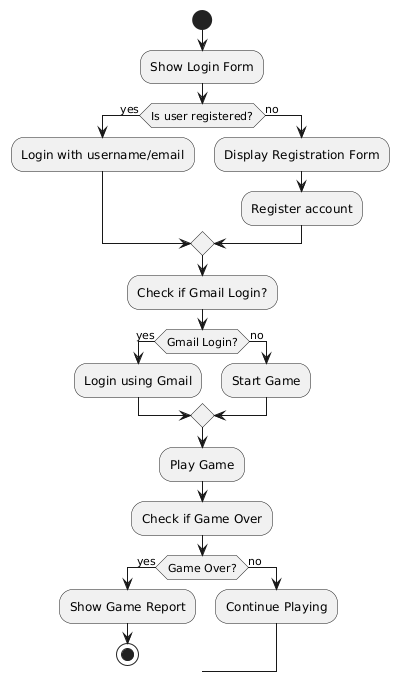 Show Login Form
yes
Is user registered?
no
Login with username/email
Display Registration Form
Register account
Check if Gmail Login?
yes
Gmail Login?
no
Login using Gmail
Start Game
Play Game
Check if Game Over
yes
Game Over?
no
Show Game Report
Continue Playing